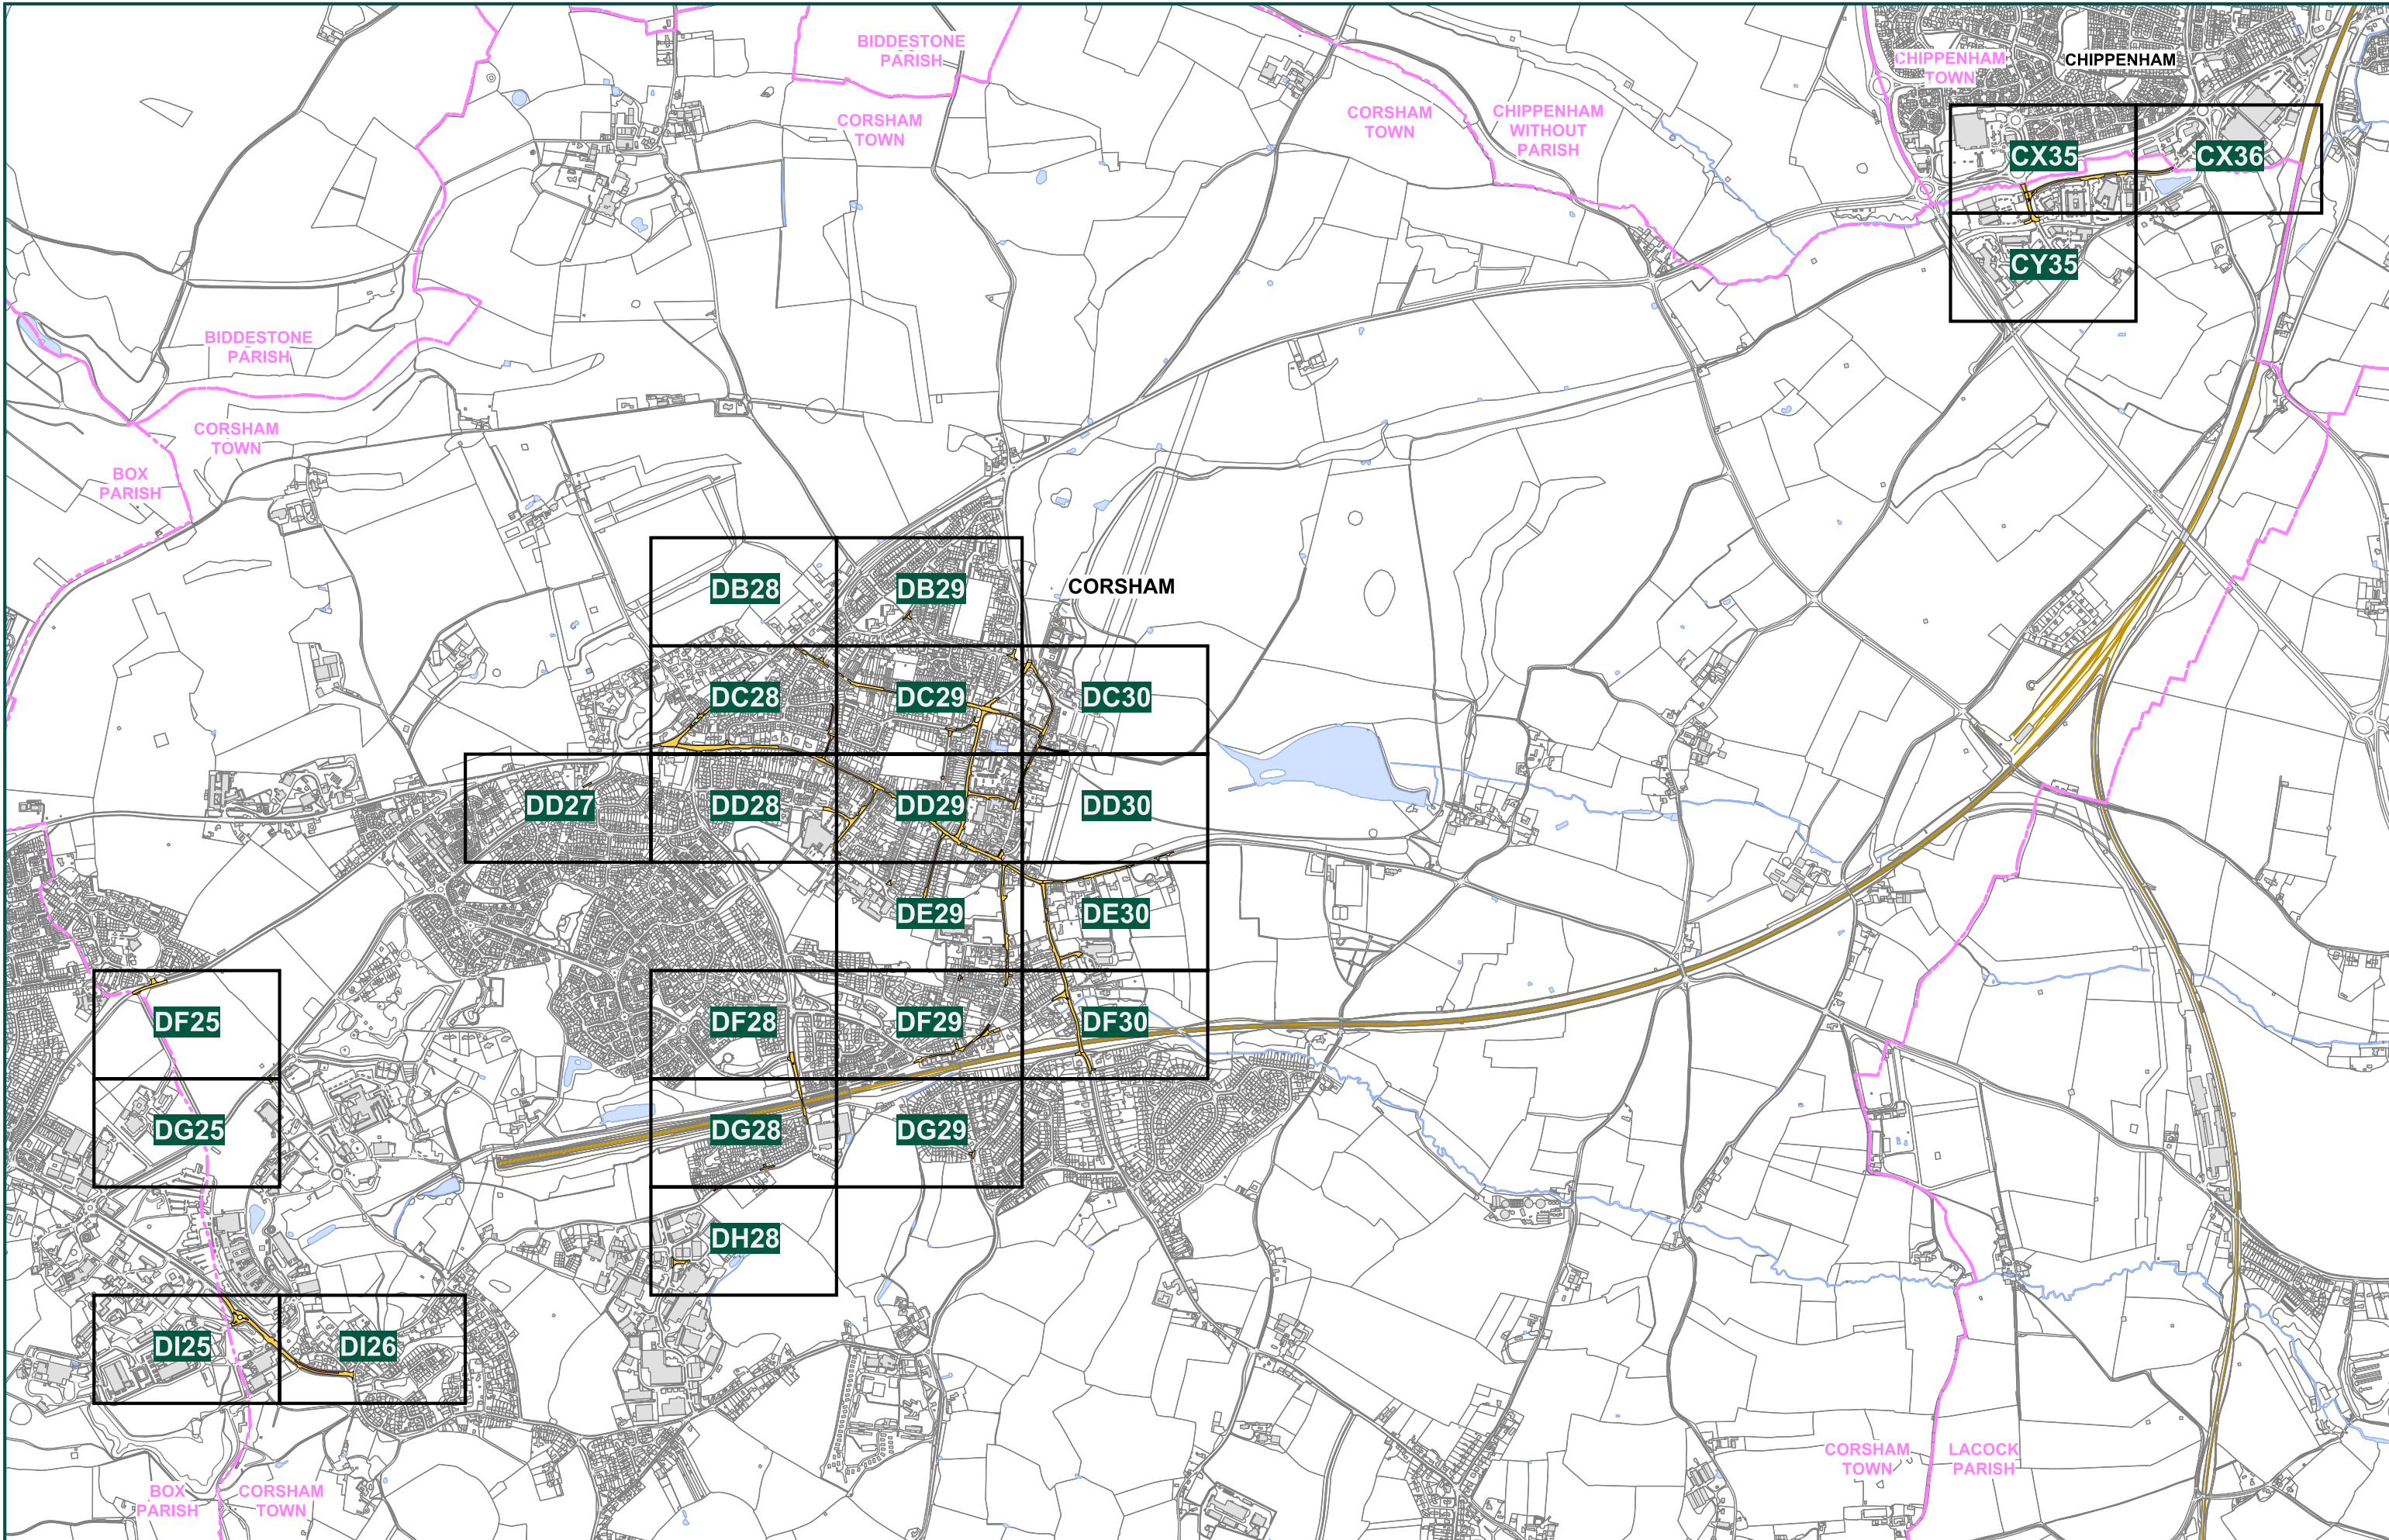 BIDDESTONE
PARISH
CORSHAM
TOWN
CORSHAM
TOWN
CHIPPENHAM
WITHOUT
PARISH
CHIPPENHAM
TOWN
CHIPPENHAM
CX35
CX36
CY35
BIDDESTONE
PARISH
CORSHAM
TOWN
BOX
PARISH
CORSHAM
DB28
DB29
DC28
DC29
DC30
DD27
DD28
DD29
DD30
DE29
DE30
DF25
DF28
DF29
DF30
DG25
DG28
DG29
DH28
DI25
DI26
BOX
PARISH
CORSHAM
TOWN
CORSHAM
TOWN
LACOCK
PARISH